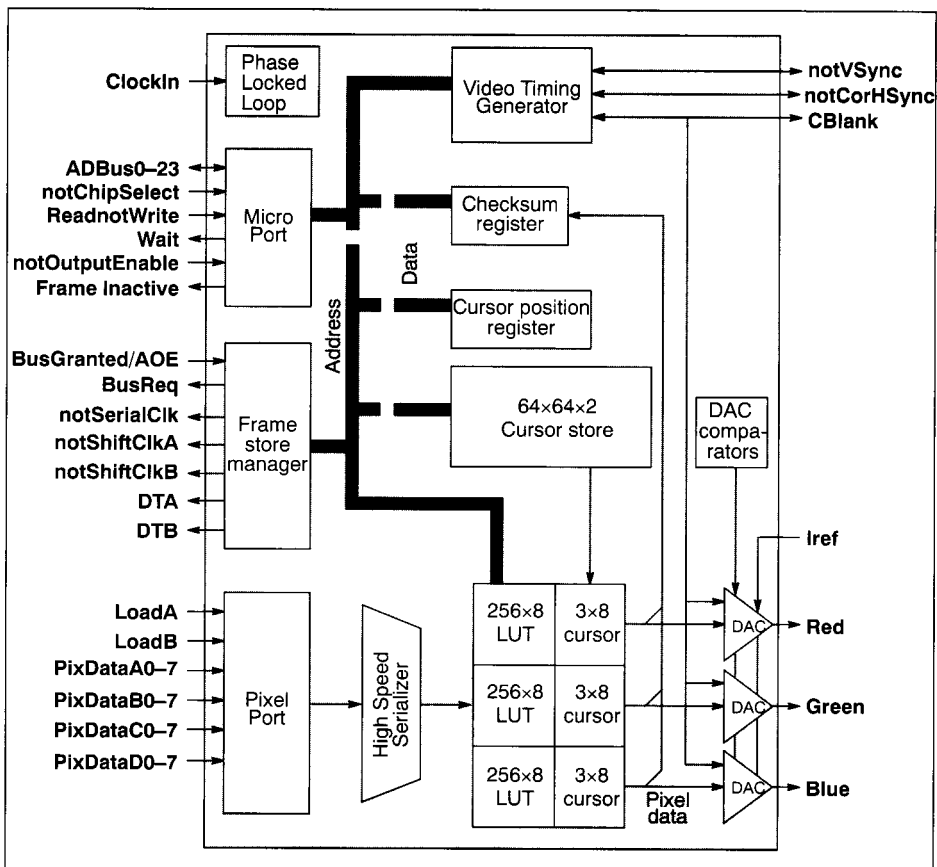 ClockIn
Phase
Locked
Loop
Video Timing
Generator
notVSync
notCorHSync
CBlank
ADBus0–23
notChipSelect
ReadnotWrite
Wait
notOutputEnable
Frame Inactive
Micro
Port
Checksum
register
Data
Address
Cursor position
register
BusGranted/AOE
BusReq
notSerialClk
notShiftClkA
notShiftClkB
DTA
DTB
Frame
store
manager
64×64×2
Cursor store
DAC
compa-
rators
Iref
LoadA
LoadB
PixDataA0–7
PixDataB0–7
PixDataC0–7
PixDataD0–7
Pixel
Port
High Speed
Serializer
256×8
LUT
3×8
cursor
DAC
Red
256×8
LUT
3×8
cursor
DAC
Green
256×8
LUT
3×8
cursor
DAC
Blue
Pixel
data